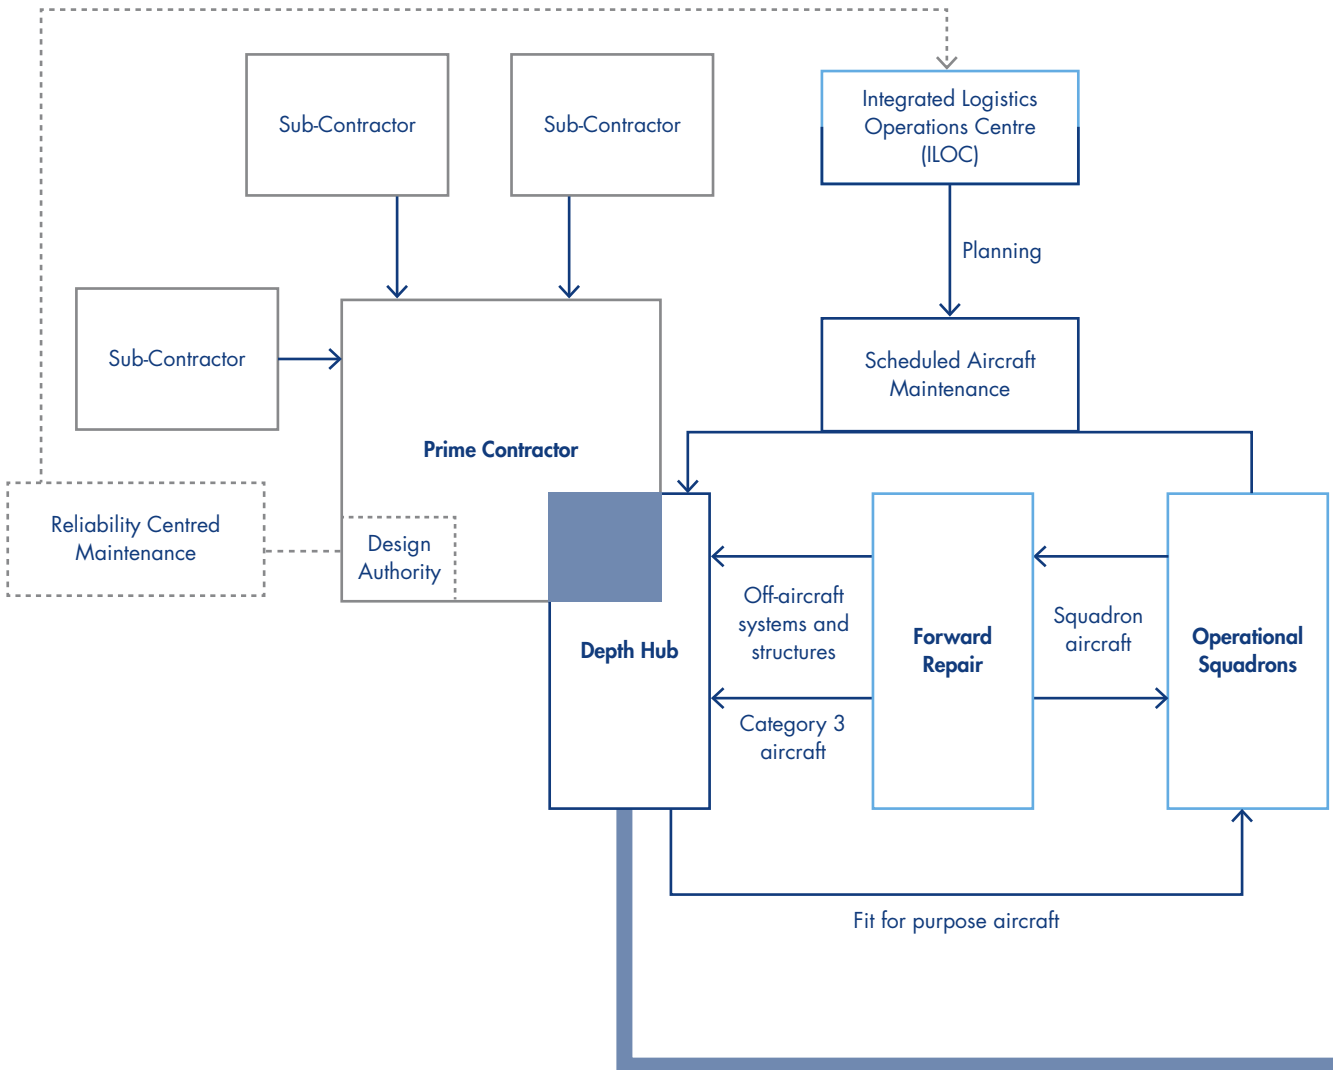 Sub-Contractor
Sub-Contractor
Integrated Logistics
Operations Centre
(ILOC)
Planning
Sub-Contractor
Scheduled Aircraft
Maintenance
Prime Contractor
Reliability Centred
Maintenance
Design
Authority
Depth Hub
Off-aircraft
systems and
structures
Category 3
aircraft
Forward
Repair
Squadron
aircraft
Operational
Squadrons
Fit for purpose aircraft